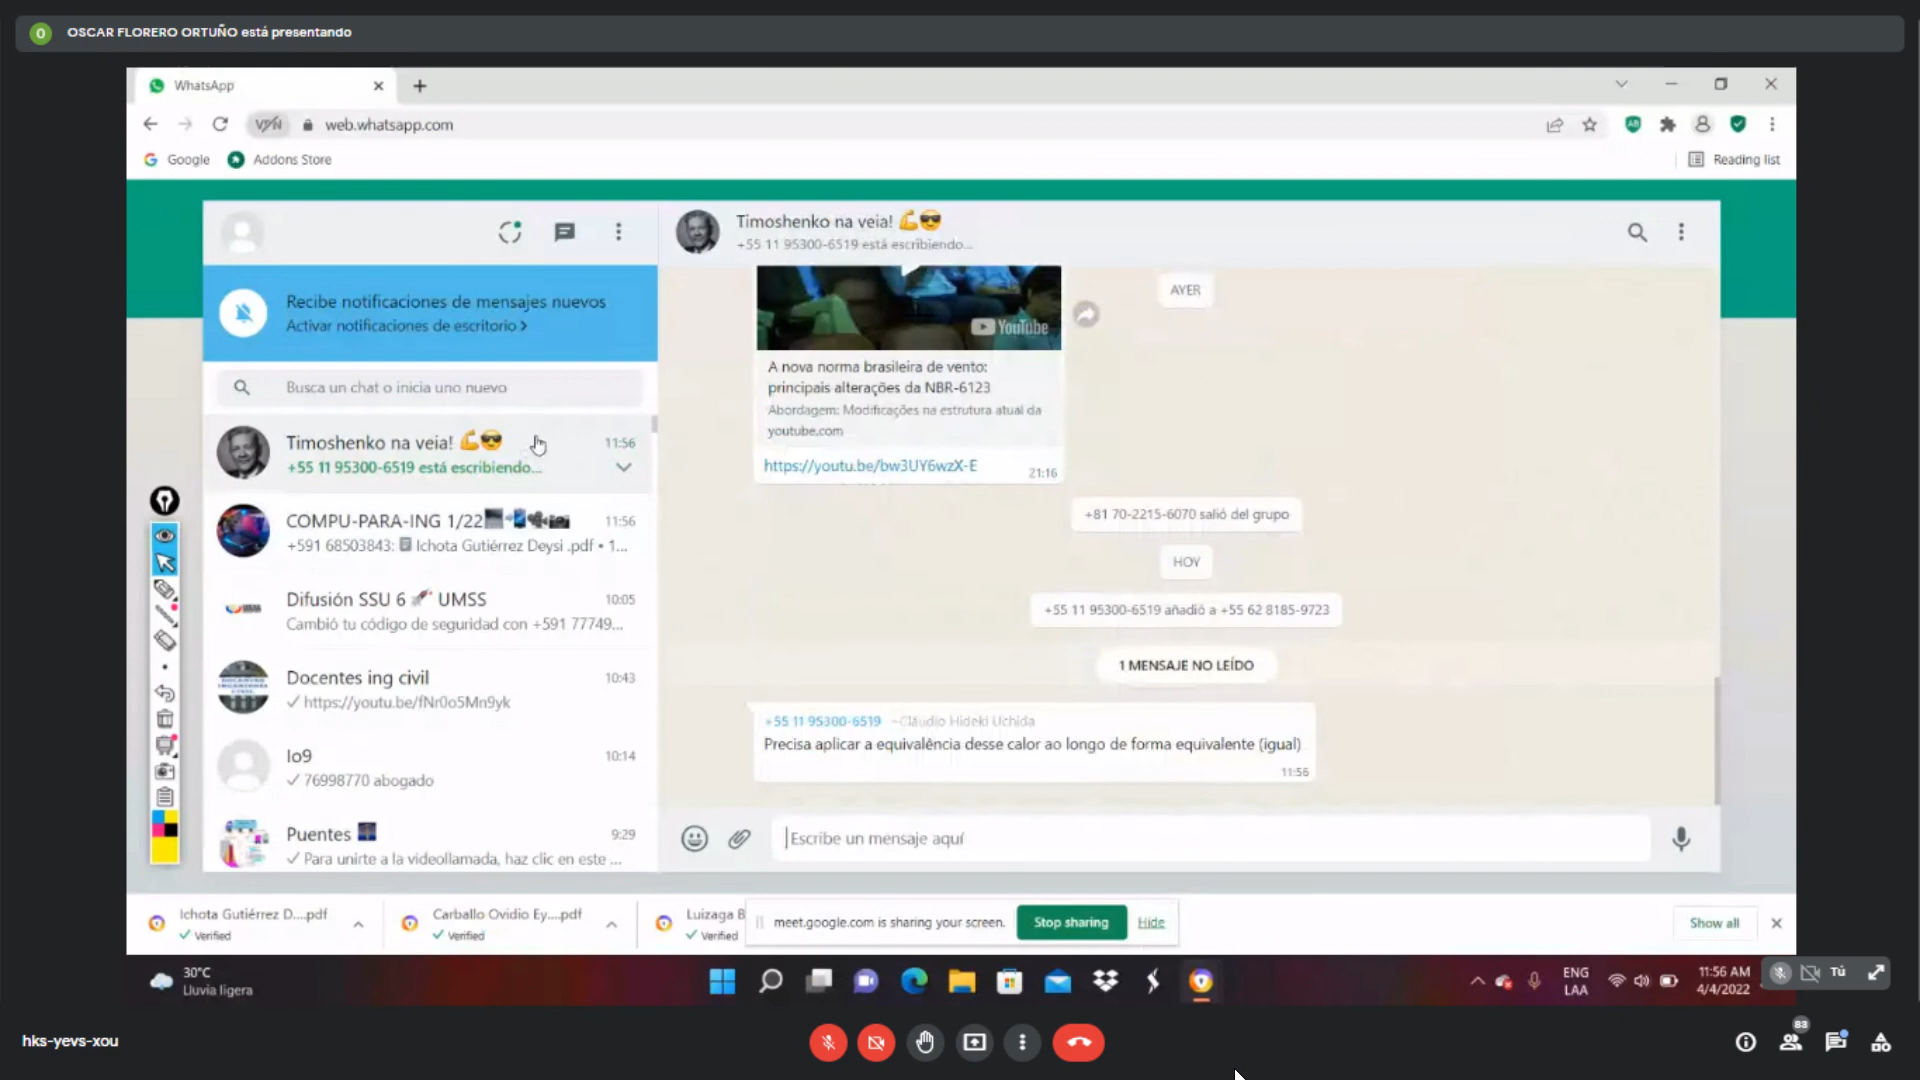 O OSCAR FLORERO ORTUÑO está presentando
WhatsApp
VPN web.whatsapp.com
Google Addons Store Reading list
Recibe notificaciones de mensajes nuevos
Activar notificaciones de escritorio >
Busca un chat o inicia uno nuevo
Timoshenko na veia! 💪😎 11:56
+55 11 95300-6519 está escribiendo...
COMPU-PARA-ING 1/22 11:56
+591 68503843: Ichota Gutiérrez Deysi .pdf • 1...
Difusión SSU 6 UMSS 10:05
Cambió tu código de seguridad con +591 77749...
Docentes ing civil 10:43
https://youtu.be/fNr0o5Mn9yk
lo9 10:14
76998770 abogado
Puentes 9:29
Para unirte a la videollamada, haz clic en este ...
Timoshenko na veia! 💪😎
+55 11 95300-6519 está escribiendo...
AYER
YouTube
A nova norma brasileira de vento:
principais alterações da NBR-6123
Abordagem: Modificações na estrutura atual da
youtube.com
https://youtu.be/bw3UY6wzX-E 21:16
+81 70-2215-6070 salió del grupo
HOY
+55 11 95300-6519 añadió a +55 62 8185-9723
1 MENSAJE NO LEÍDO
+55 11 95300-6519 ~Cláudio Hideki Uchida
Precisa aplicar a equivalência desse calor ao longo de forma equivalente (igual)
11:56
Escribe un mensaje aquí
Ichota Gutiérrez D....pdf
Verified
Carballo Ovidio Ey....pdf
Verified
Luizaga B
Verified
meet.google.com is sharing your screen. Stop sharing Hide
Show all
30°C
Lluvia ligera
ENG
LAA
11:56 AM
4/4/2022
Tú
hks-yevs-xou
83